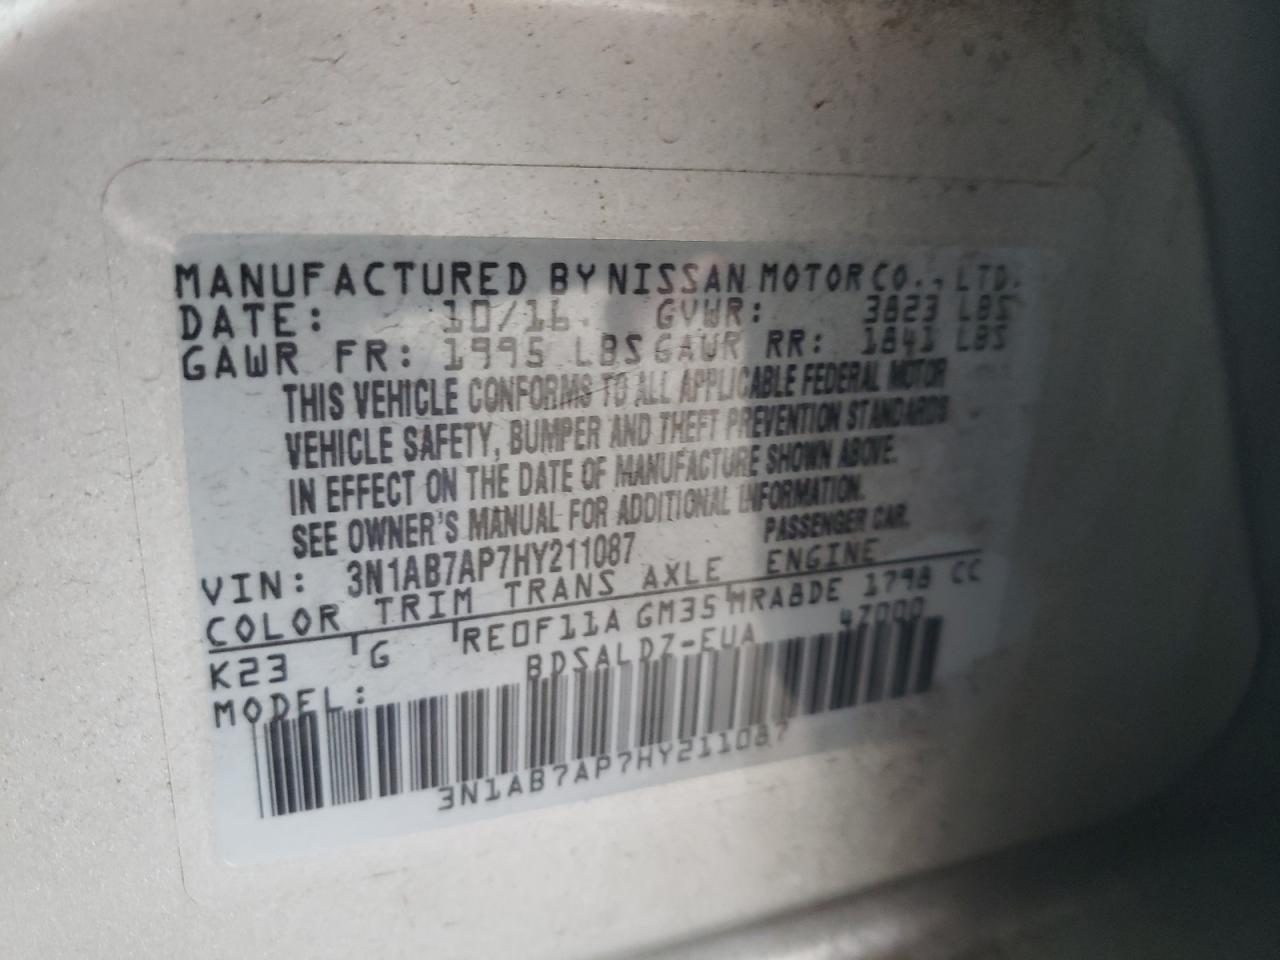 MANUFACTURED BY NISSAN MOTOR CO., LTD.
DATE: 10/16 GVWR: 3823 LBS
GAWR FR: 1995 LBS GAWR RR: 1841 LBS
THIS VEHICLE CONFORMS TO ALL APPLICABLE FEDERAL MOTOR
VEHICLE SAFETY, BUMPER AND THEFT PREVENTION STANDARDS
IN EFFECT ON THE DATE OF MANUFACTURE SHOWN ABOVE.
SEE OWNER'S MANUAL FOR ADDITIONAL INFORMATION.
PASSENGER CAR.
VIN: 3N1AB7AP7HY211087
COLOR TRIM TRANS AXLE ENGINE
K23 G RE0F11A GM35 MRA8DE 1798 CC
MODEL: BDSALDZ-EUA 47000
3N1AB7AP7HY211087